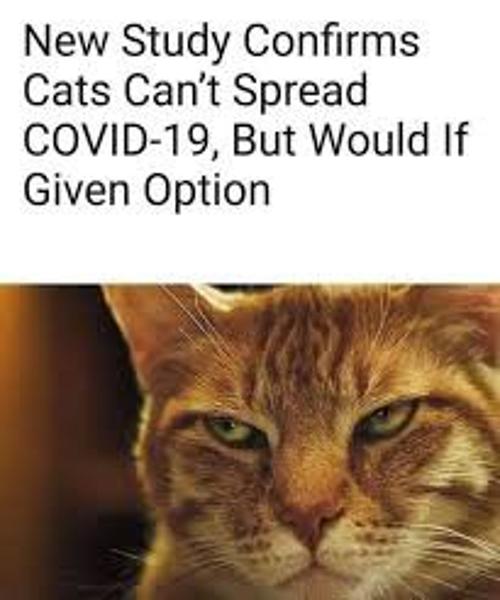 New Study Confirms
Cats Can’t Spread
COVID-19, But Would If
Given Option